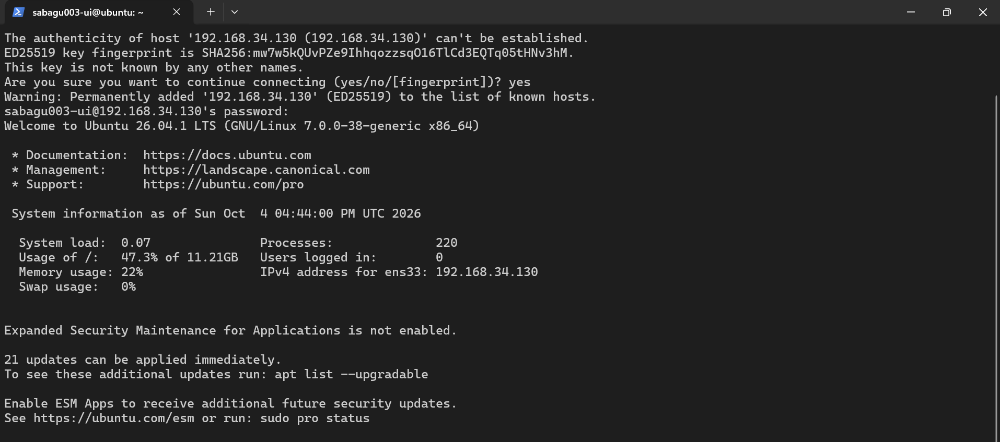 sabagu003-ui@ubuntu: ~
The authenticity of host '192.168.34.130 (192.168.34.130)' can't be established.
ED25519 key fingerprint is SHA256:mw7w5kQUvPZe9IhhqozzsqO16TlCd3EQTq05tHNv3hM.
This key is not known by any other names.
Are you sure you want to continue connecting (yes/no/[fingerprint])? yes
Warning: Permanently added '192.168.34.130' (ED25519) to the list of known hosts.
sabagu003-ui@192.168.34.130's password:
Welcome to Ubuntu 26.04.1 LTS (GNU/Linux 7.0.0-38-generic x86_64)
* Documentation:  https://docs.ubuntu.com
* Management:     https://landscape.canonical.com
* Support:        https://ubuntu.com/pro
System information as of Sun Oct  4 04:44:00 PM UTC 2026
System load:  0.07               Processes:              220
Usage of /:   47.3% of 11.21GB   Users logged in:        0
Memory usage: 22%                IPv4 address for ens33: 192.168.34.130
Swap usage:   0%
Expanded Security Maintenance for Applications is not enabled.
21 updates can be applied immediately.
To see these additional updates run: apt list --upgradable
Enable ESM Apps to receive additional future security updates.
See https://ubuntu.com/esm or run: sudo pro status